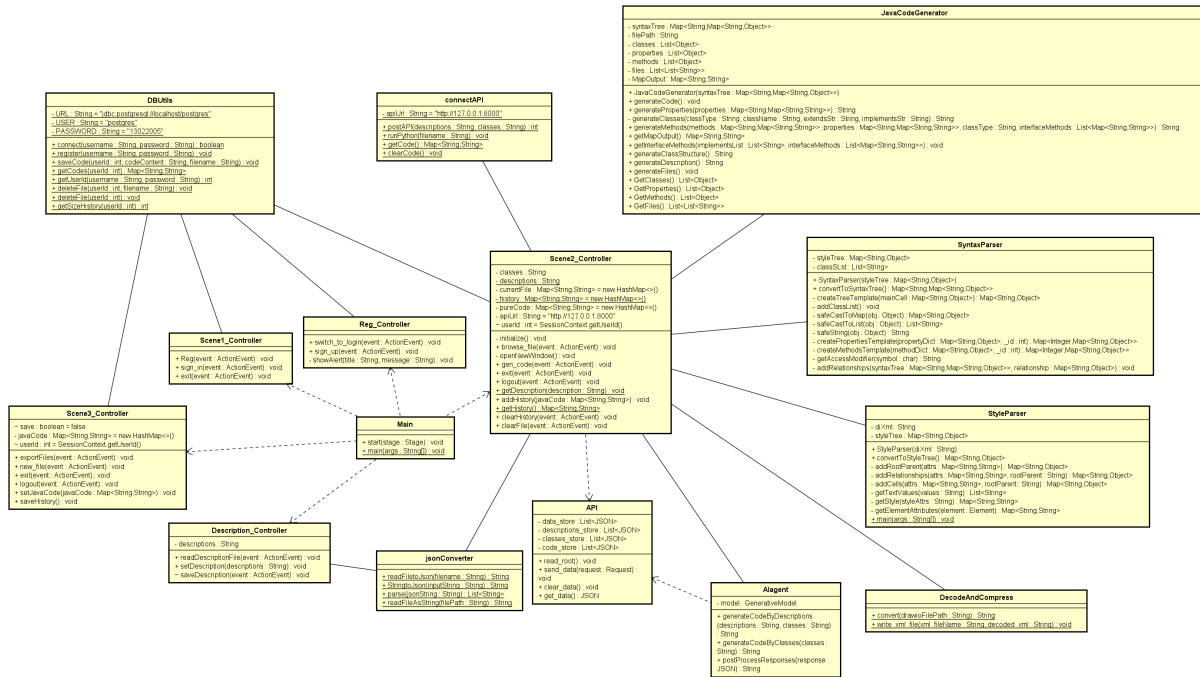 JavaCodeGenerator
- syntaxTree : Map<String,Map<String,Object>>
- filePath : String
- classes : List<Object>
- properties : List<Object>
- methods : List<Object>
- files : List<List<String>>
- MapOutput : Map<String,String>
+ JavaCodeGenerator(syntaxTree : Map<String,Map<String,Object>>)
+ generateCode() : void
+ generateProperties(properties : Map<String,Map<String,String>>) : String
- generateClasses(classType : String, className : String, extendsStr : String, implementsStr : String) : String
+ generateMethods(methods : Map<String,Map<String,String>>, properties : Map<String,Map<String,String>>, classType : String, interfaceMethods : List<Map<String,String>>) : String
+ getMapOutput() : Map<String,String>
+ getInterfaceMethods(implementsList : List<String>, interfaceMethods : List<Map<String,String>>) : void
+ generateClassStructure() : String
+ generateDescription() : String
+ generateFiles() : void
+ GetClasses() : List<Object>
+ GetProperties() : List<Object>
+ GetMethods() : List<Object>
+ GetFiles() : List<List<String>>
DBUtils
- URL : String = "jdbc:postgresql://localhost/postgres"
- USER : String = "postgres"
- PASSWORD : String = "13022005"
+ connect(username : String, password : String) : boolean
+ register(username : String, password : String) : void
+ saveCode(userId : int, codeContent : String, filename : String) : void
+ getCodes(userId : int) : Map<String,String>
+ getUserId(username : String, password : String) : int
+ deleteFile(userId : int, filename : String) : void
+ deleteFile(userId : int) : void
+ getSizeHistory(userId : int) : int
connectAPI
- apiUrl : String = "http://127.0.0.1:8000"
+ postAPI(descriptions : String, classes : String) : int
+ runPython(filename : String) : void
+ getCode() : Map<String,String>
+ clearCode() : void
Scene2_Controller
- classes : String
- descriptions : String
- currentFile : Map<String,String> = new HashMap<>()
- history : Map<String,String> = new HashMap<>()
- pureCode : Map<String,String> = new HashMap<>()
- apiUrl : String = "http://127.0.0.1:8000"
~ userId : int = SessionContext.getUserId()
- initialize() : void
+ browse_file(event : ActionEvent) : void
- openNewWindow() : void
+ gen_code(event : ActionEvent) : void
+ exit(event : ActionEvent) : void
+ logout(event : ActionEvent) : void
+ getDescription(description : String) : void
+ addHistory(javaCode : Map<String,String>) : void
+ getHistory() : Map<String,String>
+ clearHistory(event : ActionEvent) : void
+ clearFile(event : ActionEvent) : void
SyntaxParser
- styleTree : Map<String,Object>
- classSLst : List<String>
+ SyntaxParser(styleTree : Map<String,Object>)
+ convertToSyntaxTree() : Map<String,Map<String,Object>>
- createTreeTemplate(mainCell : Map<String,Object>) : Map<String,Object>
- addClassList() : void
- safeCastToMap(obj : Object) : Map<String,Object>
- safeCastToList(obj : Object) : List<String>
- safeString(obj : Object) : String
- createPropertiesTemplate(propertyDict : Map<String,Object>, _id : int) : Map<Integer,Map<String,Object>>
- createMethodsTemplate(methodDict : Map<String,Object>, _id : int) : Map<Integer,Map<String,Object>>
- getAccessModifier(symbol : char) : String
- addRelationships(syntaxTree : Map<String,Map<String,Object>>, relationship : Map<String,Object>) : void
Reg_Controller
+ switch_to_login(event : ActionEvent) : void
+ sign_up(event : ActionEvent) : void
- showAlert(title : String, message : String) : void
Scene1_Controller
+ Reg(event : ActionEvent) : void
+ sign_in(event : ActionEvent) : void
+ exit(event : ActionEvent) : void
Scene3_Controller
~ save : boolean = false
- javaCode : Map<String,String> = new HashMap<>()
~ userId : int = SessionContext.getUserId()
+ exportFiles(event : ActionEvent) : void
+ new_file(event : ActionEvent) : void
+ exit(event : ActionEvent) : void
+ logout(event : ActionEvent) : void
+ setJavaCode(javaCode : Map<String,String>) : void
+ saveHistory() : void
Main
+ start(stage : Stage) : void
+ main(args : String[]) : void
StyleParser
- diXml : String
- styleTree : Map<String,Object>
+ StyleParser(diXml : String)
+ convertToStyleTree() : Map<String,Object>
- addRootParent(attrs : Map<String,String>) : Map<String,Object>
- addRelationships(attrs : Map<String,String>, rootParent : String) : Map<String,Object>
- addCells(attrs : Map<String,String>, rootParent : String) : Map<String,Object>
- getTextValues(values : String) : List<String>
- getStyle(styleAttrs : String) : Map<String,String>
- getElementAttributes(element : Element) : Map<String,String>
+ main(args : String[]) : void
Description_Controller
- descriptions : String
+ readDescriptionFile(event : ActionEvent) : void
+ setDescription(descriptions : String) : void
~ saveDescription(event : ActionEvent) : void
jsonConverter
+ readFiletoJson(filename : String) : String
+ StringtoJson(inputString : String) : String
+ parse(jsonString : String) : List<String>
+ readFileAsString(filePath : String) : String
API
- data_store : List<JSON>
- descriptions_store : List<JSON>
- classes_store : List<JSON>
- code_store : List<JSON>
+ read_root() : void
+ send_data(request : Request) :
void
+ clear_data() : void
+ get_data() : JSON
AIagent
- model : GenerativeModel
+ generateCodeByDescriptions
(descriptions : String, classes : String)
: String
+ generateCodeByClasses(classes :
String) : String
+ postProcessResponses(response :
JSON) : String
DecodeAndCompress
+ convert(drawioFilePath : String) : String
+ write_xml_file(xml_fileName : String, decoded_xml : String) : void